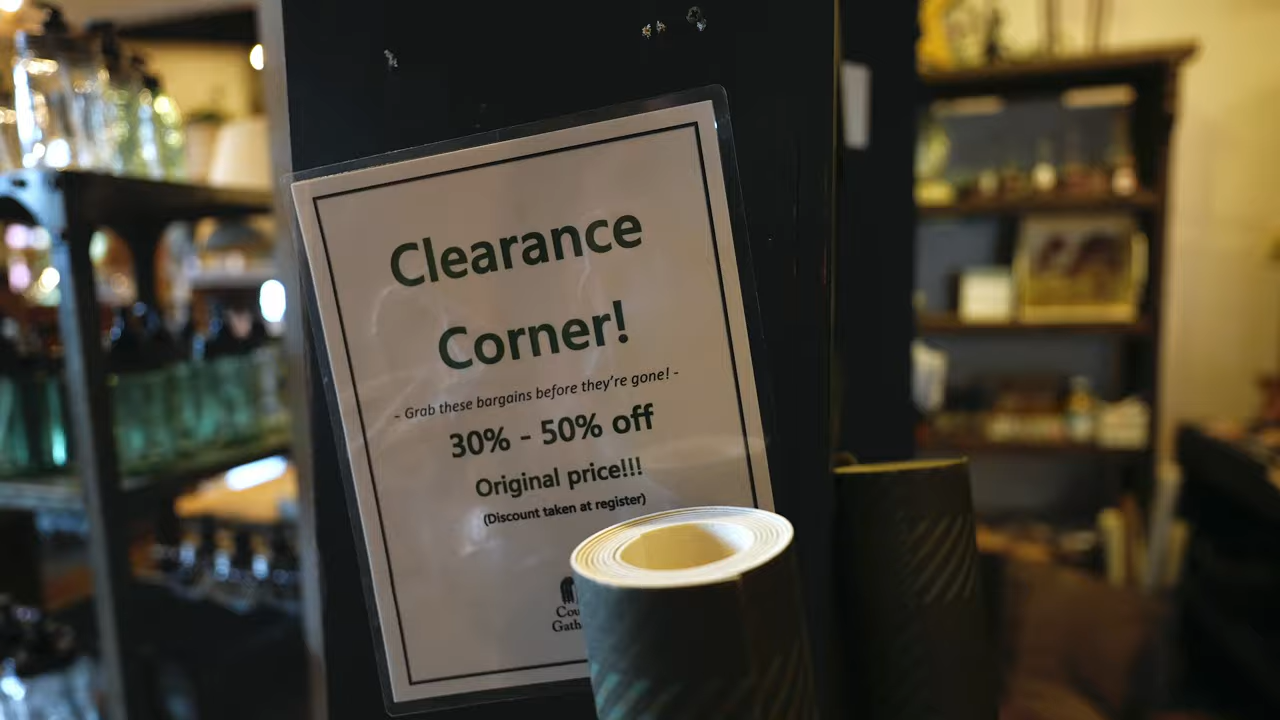 Clearance
Corner!
- Grab these bargains before they're gone! -
30% - 50% off
Original price!!!
(Discount taken at register)